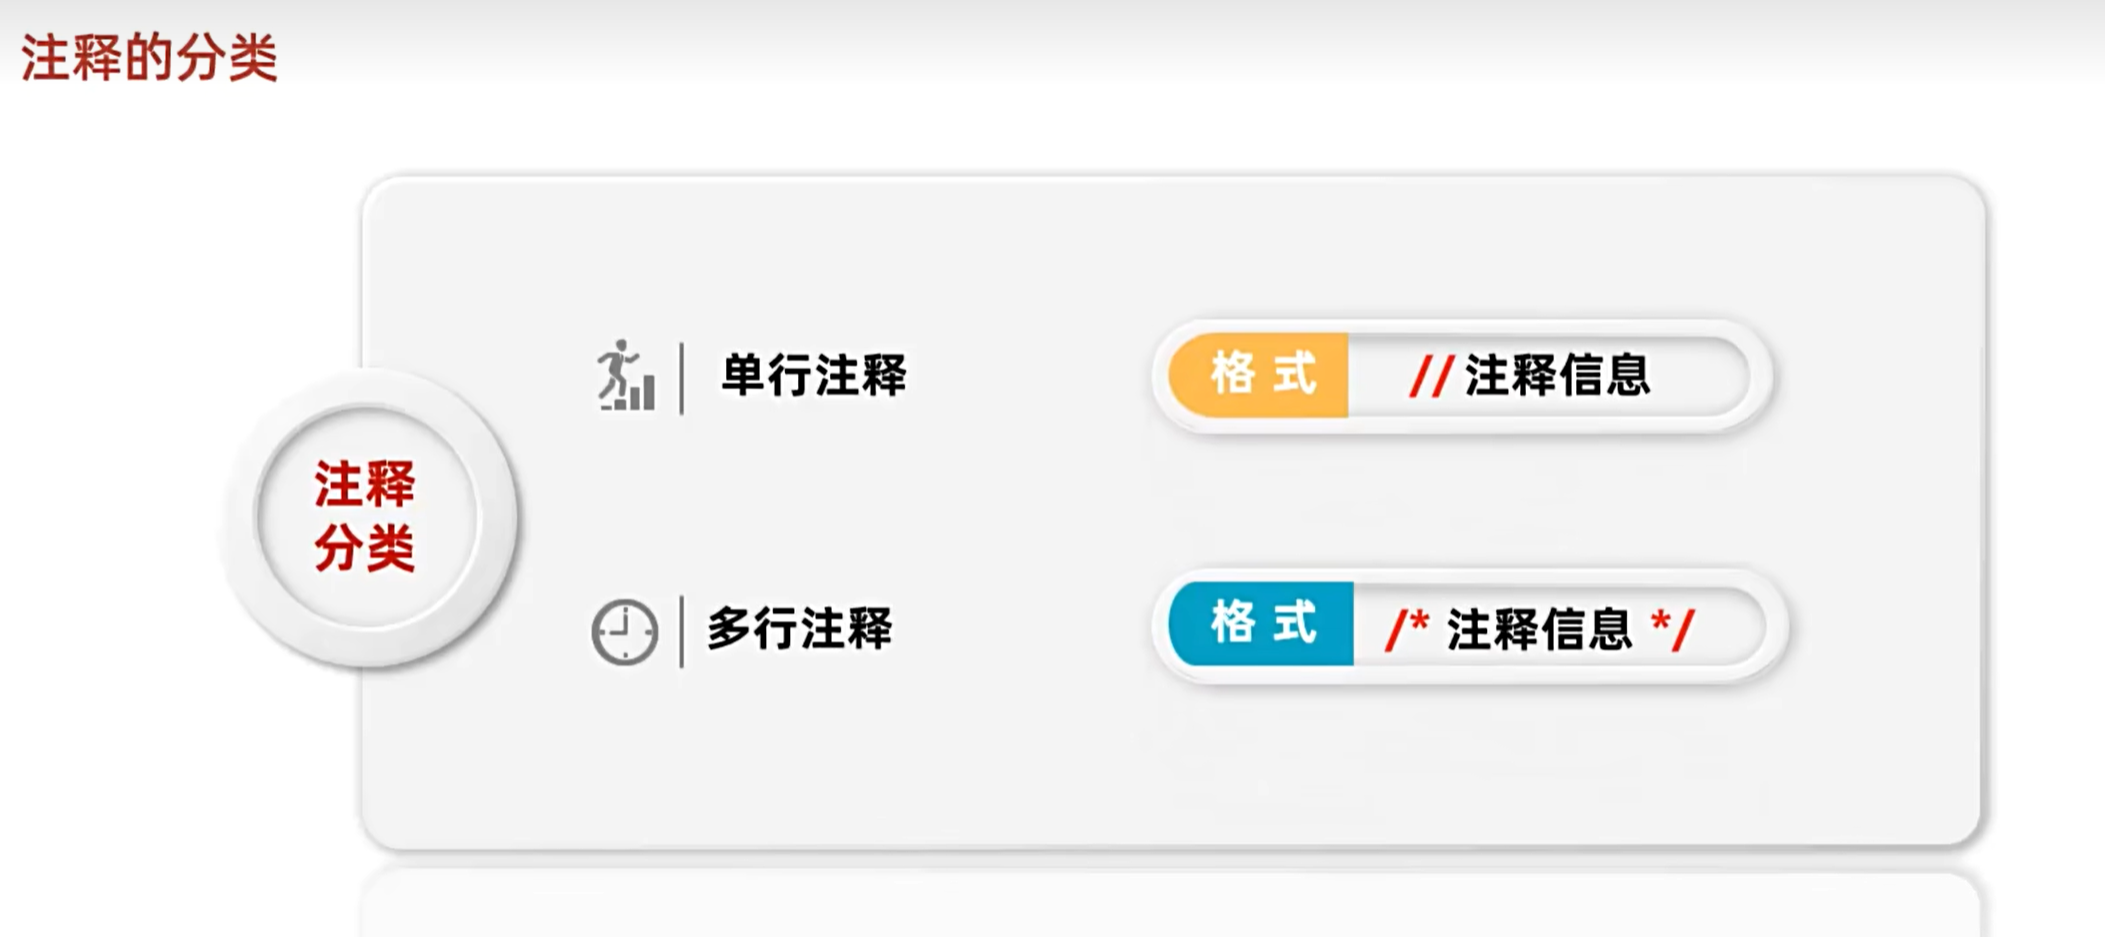 注释的分类
注释
分类
单行注释
格 式
// 注释信息
多行注释
格 式
/* 注释信息 */